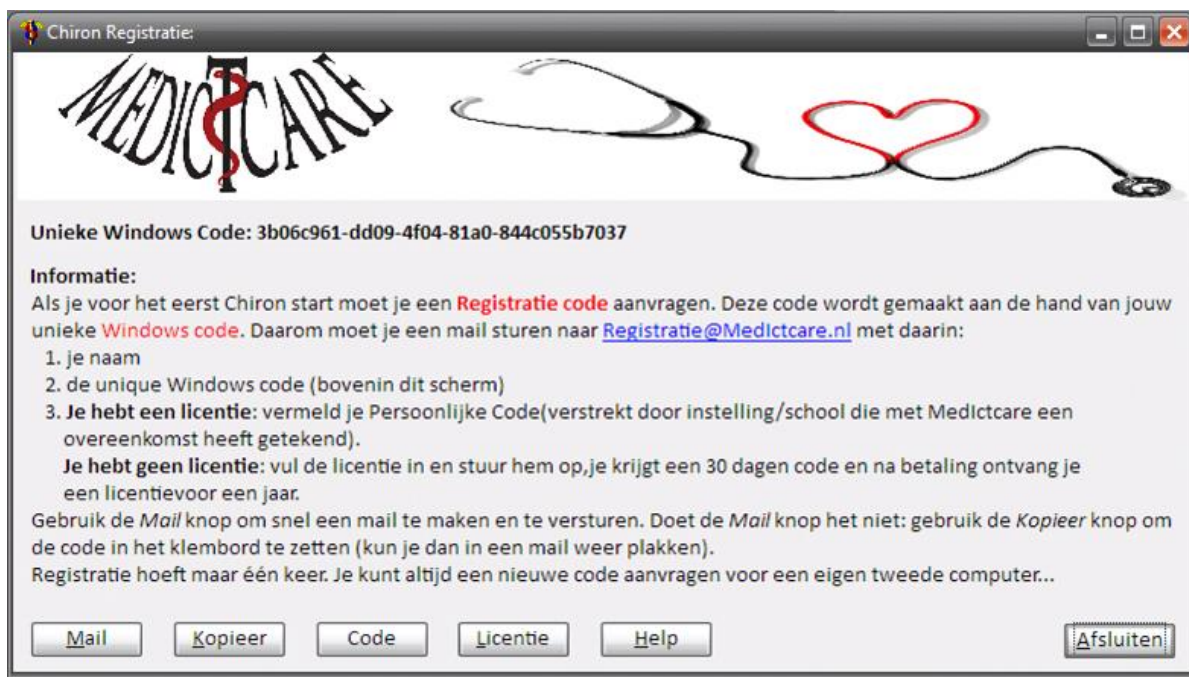 Chiron Registratie:
MEDICTCARE
Unieke Windows Code: 3b06c961-dd09-4f04-81a0-844c055b7037
Informatie:
Als je voor het eerst Chiron start moet je een Registratie code aanvragen. Deze code wordt gemaakt aan de hand van jouw
unieke Windows code. Daarom moet je een mail sturen naar Registratie@MedIctcare.nl met daarin:
1. je naam
2. de unique Windows code (bovenin dit scherm)
3. Je hebt een licentie: vermeld je Persoonlijke Code(verstrekt door instelling/school die met MedIctcare een
overeenkomst heeft getekend).
Je hebt geen licentie: vul de licentie in en stuur hem op,je krijgt een 30 dagen code en na betaling ontvang je
een licentievoor een jaar.
Gebruik de Mail knop om snel een mail te maken en te versturen. Doet de Mail knop het niet: gebruik de Kopieer knop om
de code in het klembord te zetten (kun je dan in een mail weer plakken).
Registratie hoeft maar één keer. Je kunt altijd een nieuwe code aanvragen voor een eigen tweede computer...
Mail Kopieer Code Licentie Help Afsluiten